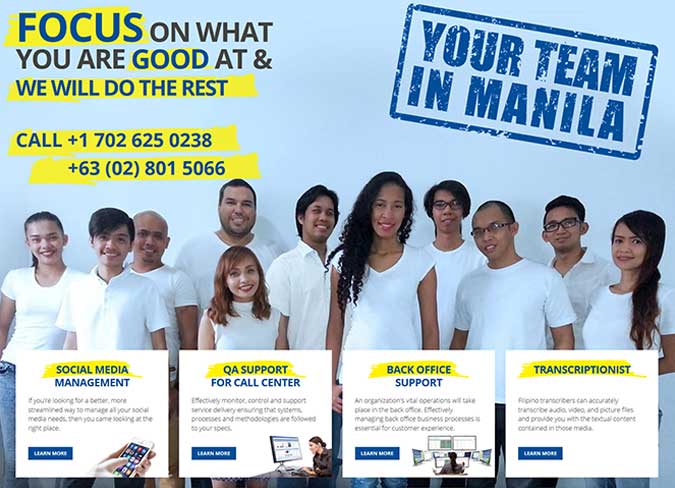 FOCUS ON WHAT
YOU ARE GOOD AT &
WE WILL DO THE REST
CALL +1 702 625 0238
+63 (02) 801 5066
YOUR TEAM
IN MANILA
SOCIAL MEDIA
MANAGEMENT
If you're looking for a better, more
streamlined way to manage all your social
media needs, then you came looking at the
right place.
LEARN MORE
QA SUPPORT
FOR CALL CENTER
Effectively monitor, control and support
service delivery ensuring that systems,
processes and methodologies are followed
to your specs.
LEARN MORE
BACK OFFICE
SUPPORT
An organization's vital operations will take
place in the back office. Effectively
managing back office business processes is
essential for customer experience.
LEARN MORE
TRANSCRIPTIONIST
Filipino transcribers can accurately
transcribe audio, video, and picture files
and provide you with the textual content
contained in those media.
LEARN MORE